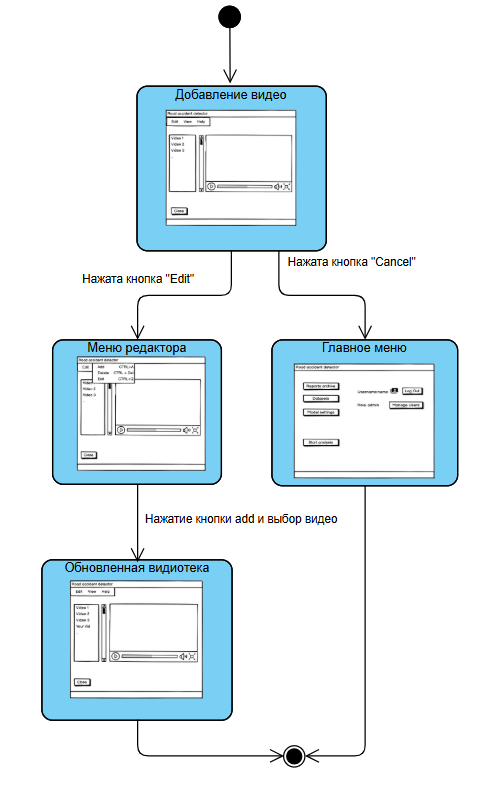 Добавление видео
Road accident detector
Edit View Help
Video 1
Video 2
Video 3
Close
Нажата кнопка "Edit"
Нажата кнопка "Cancel"
Меню редактора
Road accident detector
Edit
Add CTRL+A
Delete CTRL + Del
Exit
Video 2
Video 3
Close
Главное меню
Road accident detector
Reports archive
Username:name
Log Out
Datasets
Role: admin
Manage Users
Model settings
Start analysis
Нажатие кнопки add и выбор видео
Обновленная видиотека
Road accident detector
Edit View Help
Video 1
Video 2
Video 3
Your vid
Close